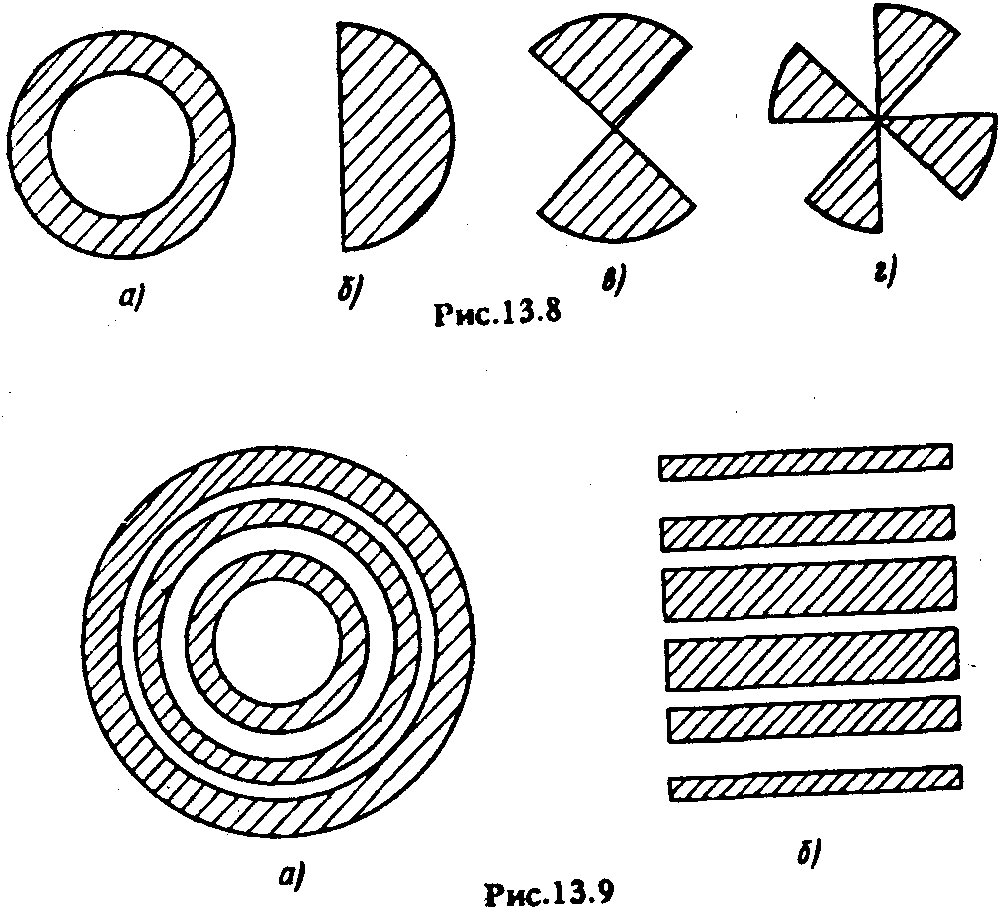 а) б) в) г)
Рис.13.8
а) б)
Рис.13.9